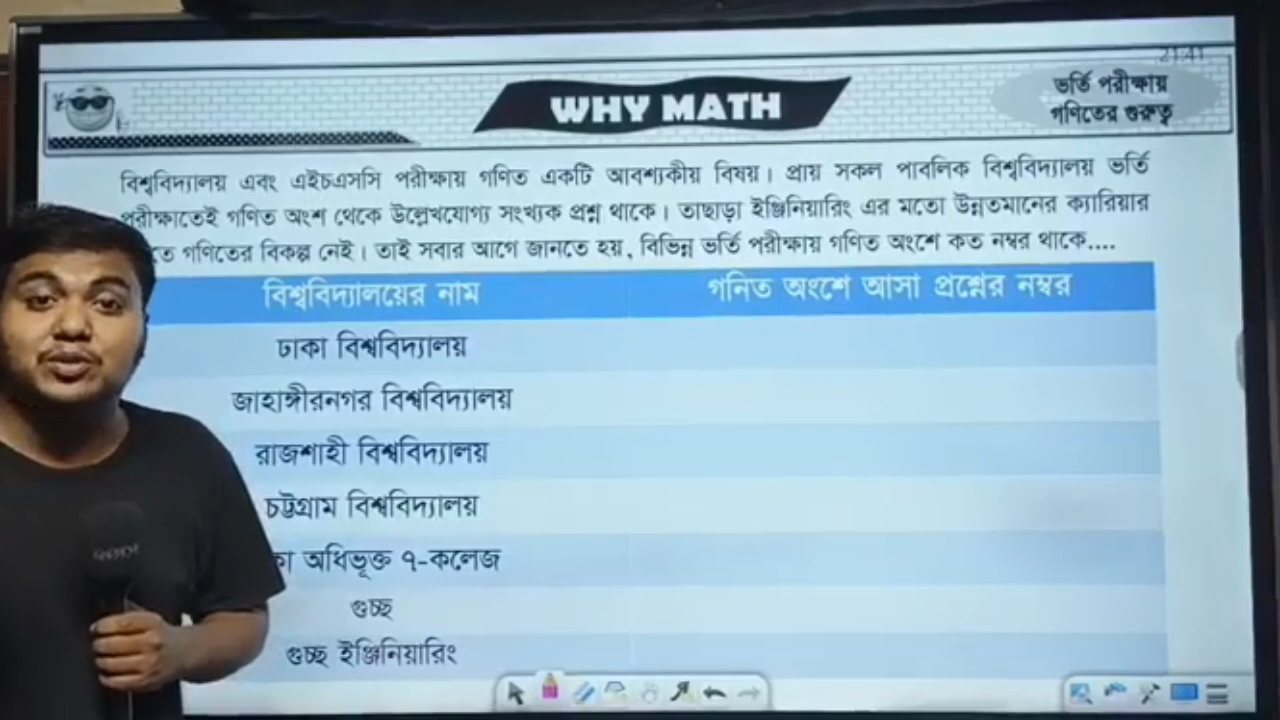 21:41
WHY MATH
ভর্তি পরীক্ষায়
গণিতের গুরুত্ব
বিশ্ববিদ্যালয় এবং এইচএসসি পরীক্ষায় গণিত একটি আবশ্যকীয় বিষয়। প্রায় সকল পাবলিক বিশ্ববিদ্যালয় ভর্তি
পরীক্ষাতেই গণিত অংশ থেকে উল্লেখযোগ্য সংখ্যক প্রশ্ন থাকে। তাছাড়া ইঞ্জিনিয়ারিং এর মতো উন্নতমানের ক্যারিয়ার
গণিতের বিকল্প নেই। তাই সবার আগে জানতে হয়, বিভিন্ন ভর্তি পরীক্ষায় গণিত অংশে কত নম্বর থাকে....
বিশ্ববিদ্যালয়ের নাম গনিত অংশে আসা প্রশ্নের নম্বর
ঢাকা বিশ্ববিদ্যালয়
জাহাঙ্গীরনগর বিশ্ববিদ্যালয়
রাজশাহী বিশ্ববিদ্যালয়
চট্টগ্রাম বিশ্ববিদ্যালয়
অধিভূক্ত ৭-কলেজ
গুচ্ছ
গুচ্ছ ইঞ্জিনিয়ারিং